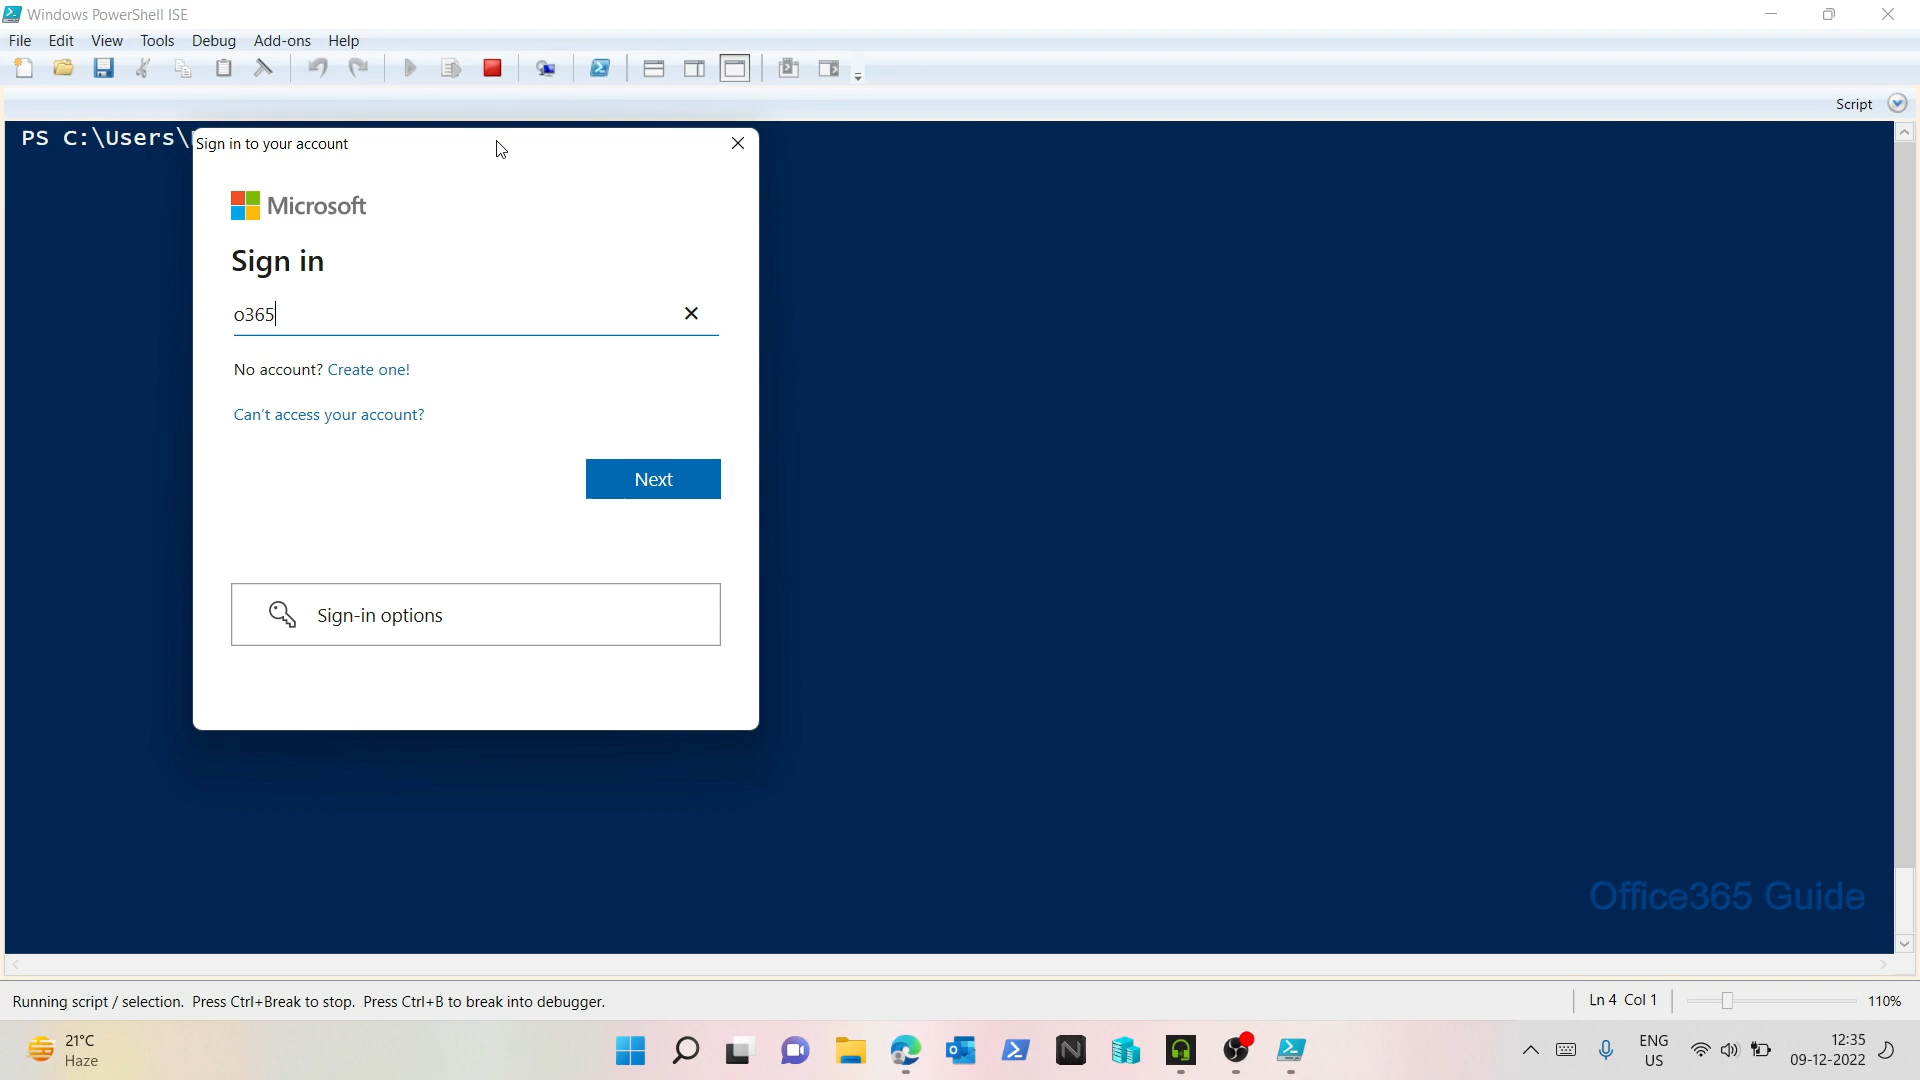 Windows PowerShell ISE
File Edit View Tools Debug Add-ons Help
Script
PS C:\Users\
Sign in to your account
Microsoft
Sign in
o365
No account? Create one!
Can't access your account?
Next
Sign-in options
Office365 Guide
Running script / selection. Press Ctrl+Break to stop. Press Ctrl+B to break into debugger.
Ln 4 Col 1
110%
21°C
Haze
ENG
US
12:35
09-12-2022